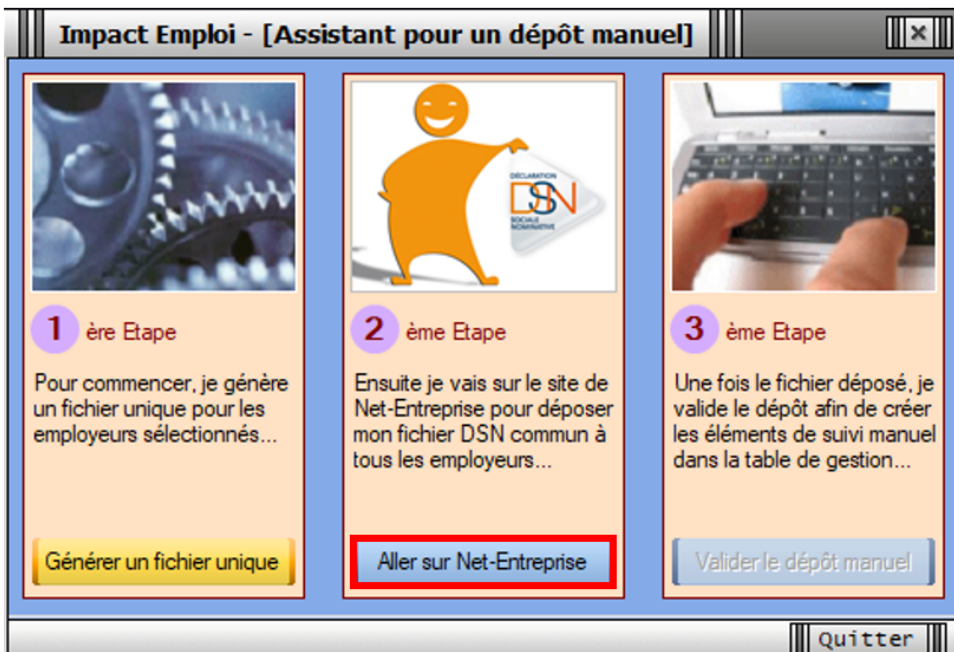 Impact Emploi - [Assistant pour un dépôt manuel]
DÉCLARATION
DSN
SOCIALE
NOMINATIVE
1 ère Etape
Pour commencer, je génère
un fichier unique pour les
employeurs sélectionnés...
Générer un fichier unique
2 ème Etape
Ensuite je vais sur le site de
Net-Entreprise pour déposer
mon fichier DSN commun à
tous les employeurs...
Aller sur Net-Entreprise
3 ème Etape
Une fois le fichier déposé, je
valide le dépôt afin de créer
les éléments de suivi manuel
dans la table de gestion...
Valider le dépôt manuel
Quitter